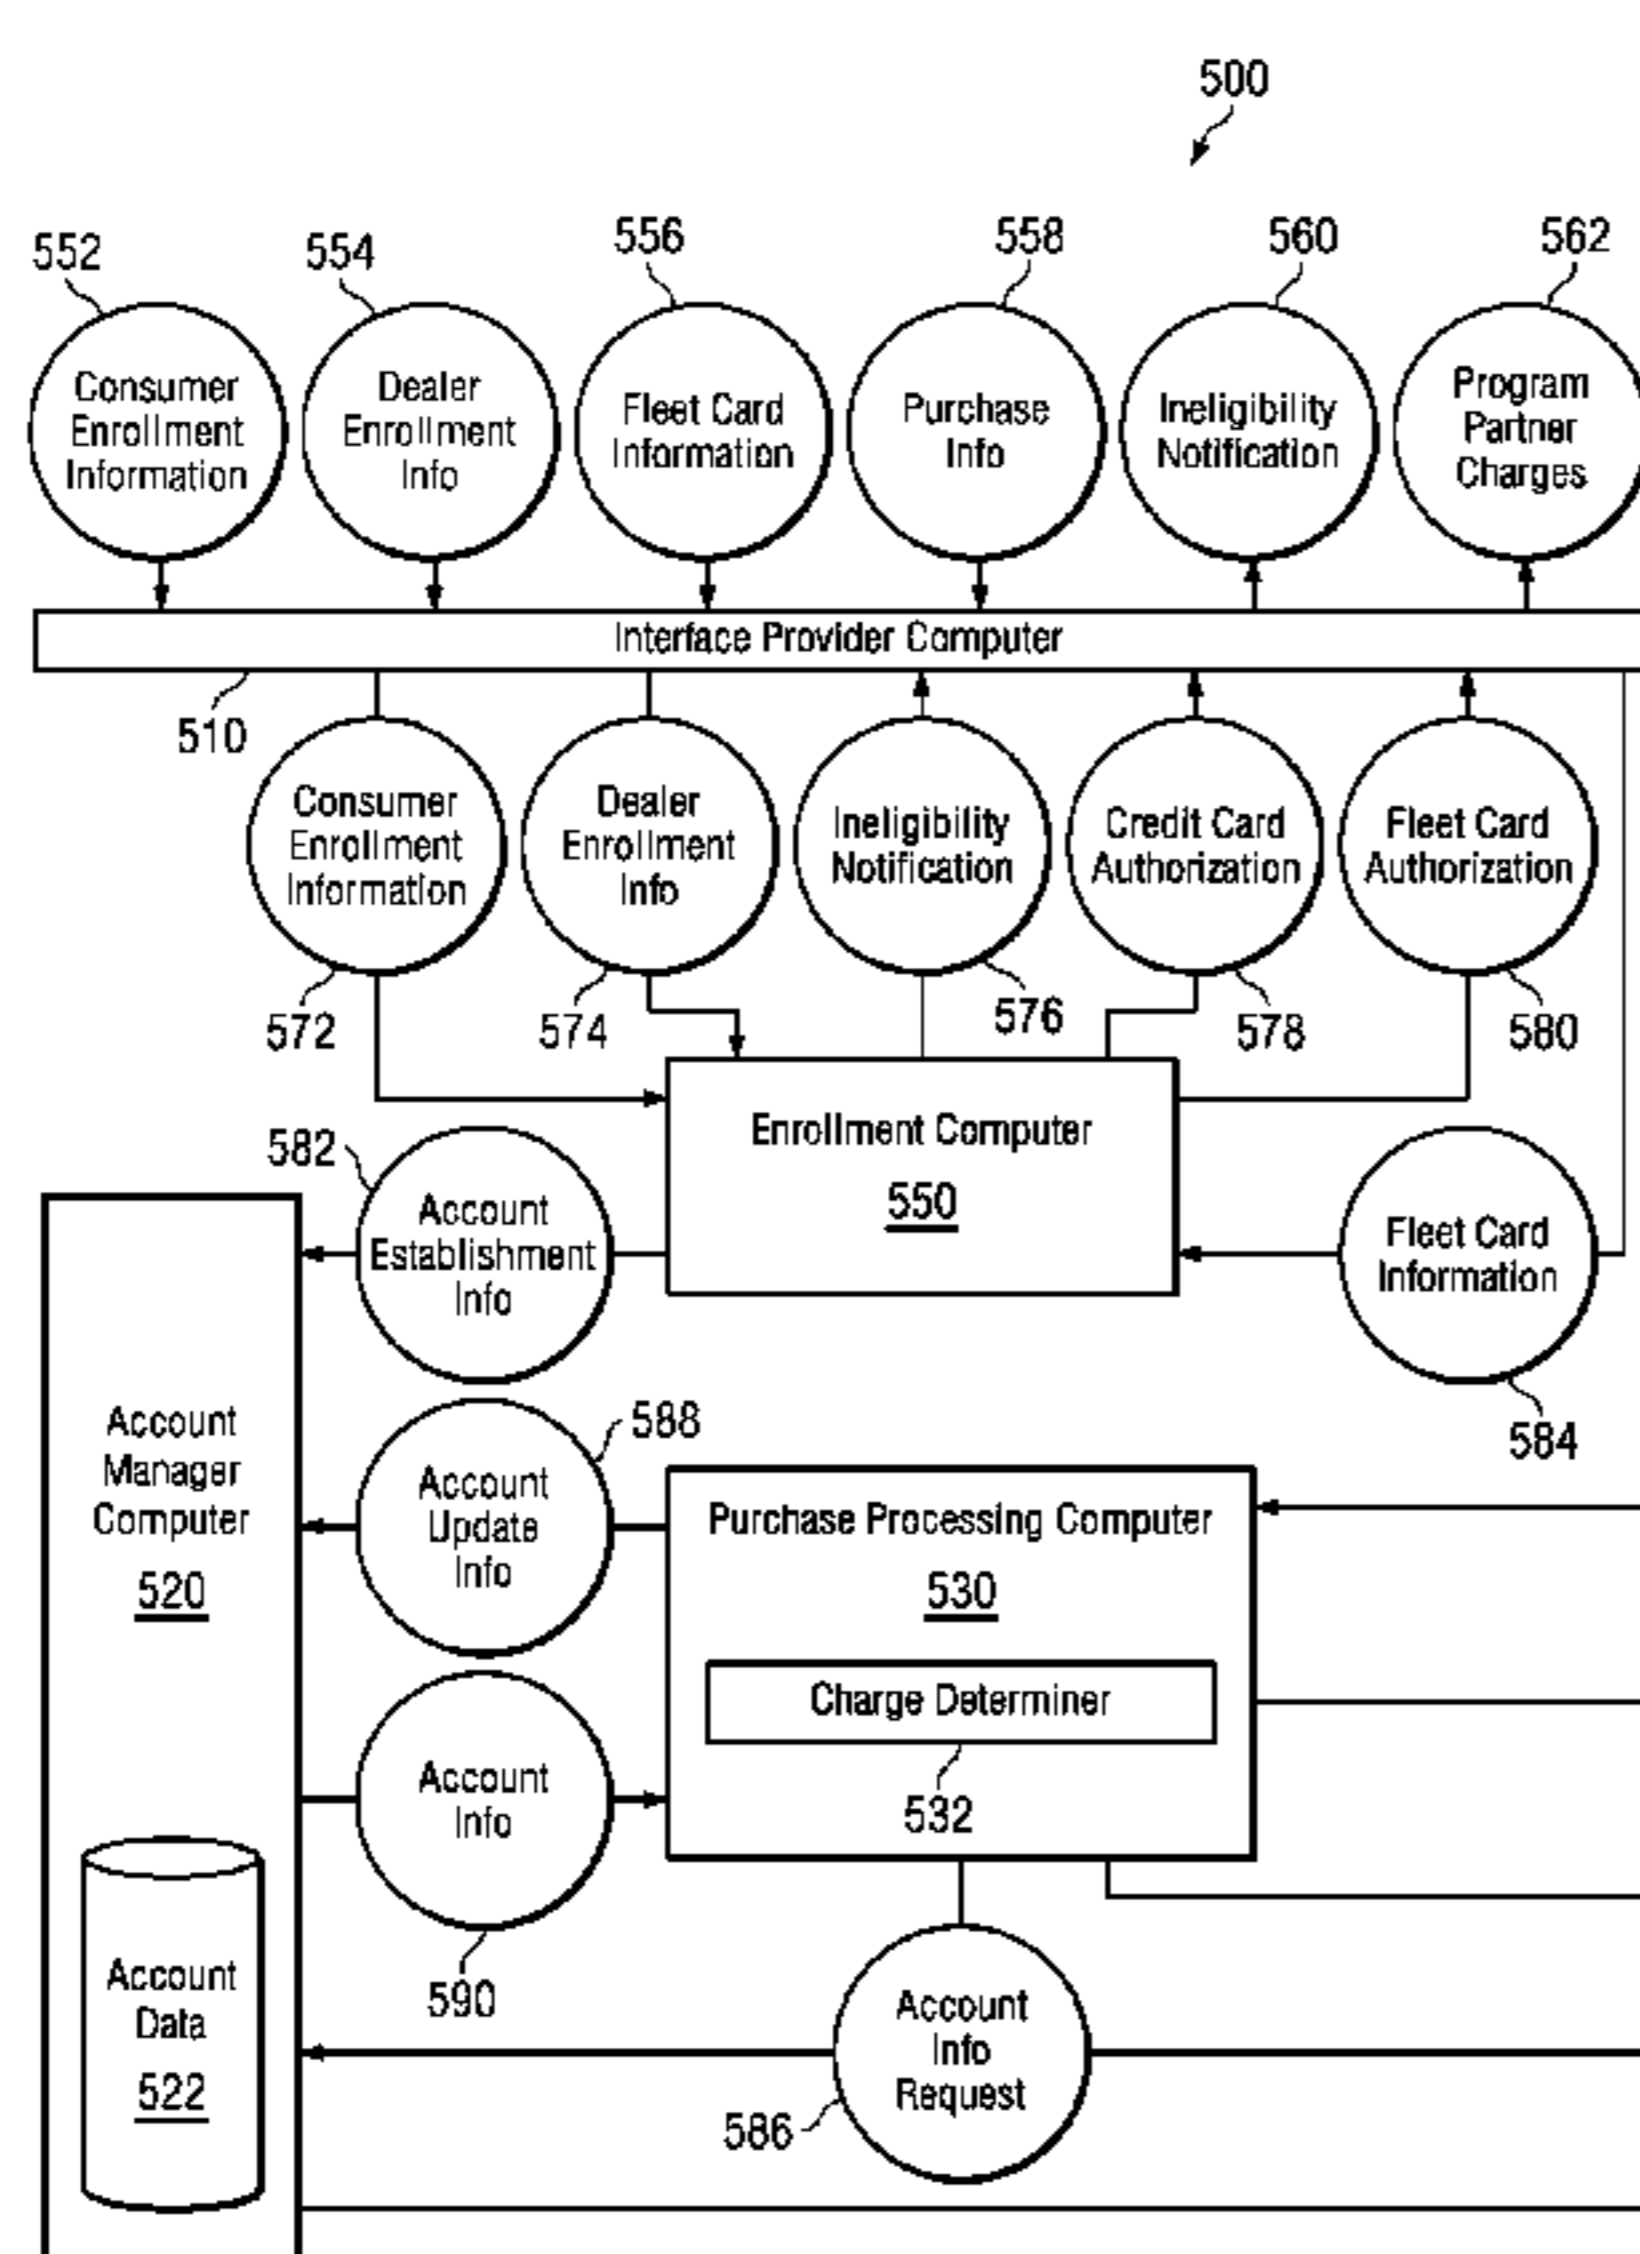 500
552
554
556
558
560
562
Consumer
Enrollment
Information
Dealer
Enrollment
Info
Fleet Card
Information
Purchase
Info
Ineligibility
Notification
Program
Partner
Charges
Interface Provider Computer
510
Consumer
Enrollment
Information
Dealer
Enrollment
Info
Ineligibility
Notification
Credit Card
Authorization
Fleet Card
Authorization
572
574
576
578
580
Enrollment Computer
550
582
Account
Establishment
Info
Fleet Card
Information
584
Account
Manager
Computer
520
588
Account
Update
Info
Purchase Processing Computer
530
Charge Determiner
532
Account
Info
590
Account
Data
522
Account
Info
Request
586